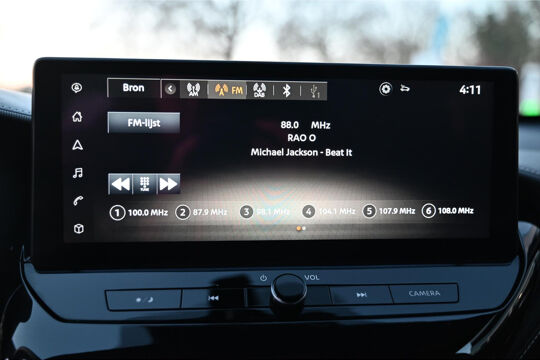 Bron AM FM DAB 1 4:11
FM-lijst
88.0 MHz
RAO O
Michael Jackson - Beat It
TUNE
1 100.0 MHz 2 87.9 MHz 3 98.1 MHz 4 104.1 MHz 5 107.9 MHz 6 108.0 MHz
VOL
CAMERA